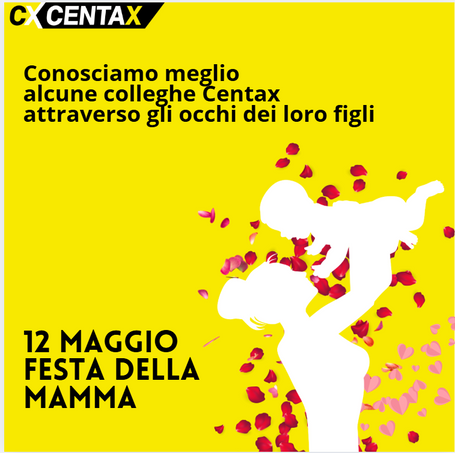 CX CENTAX
Conosciamo meglio
alcune colleghe Centax
attraverso gli occhi dei loro figli
12 MAGGIO
FESTA DELLA
MAMMA